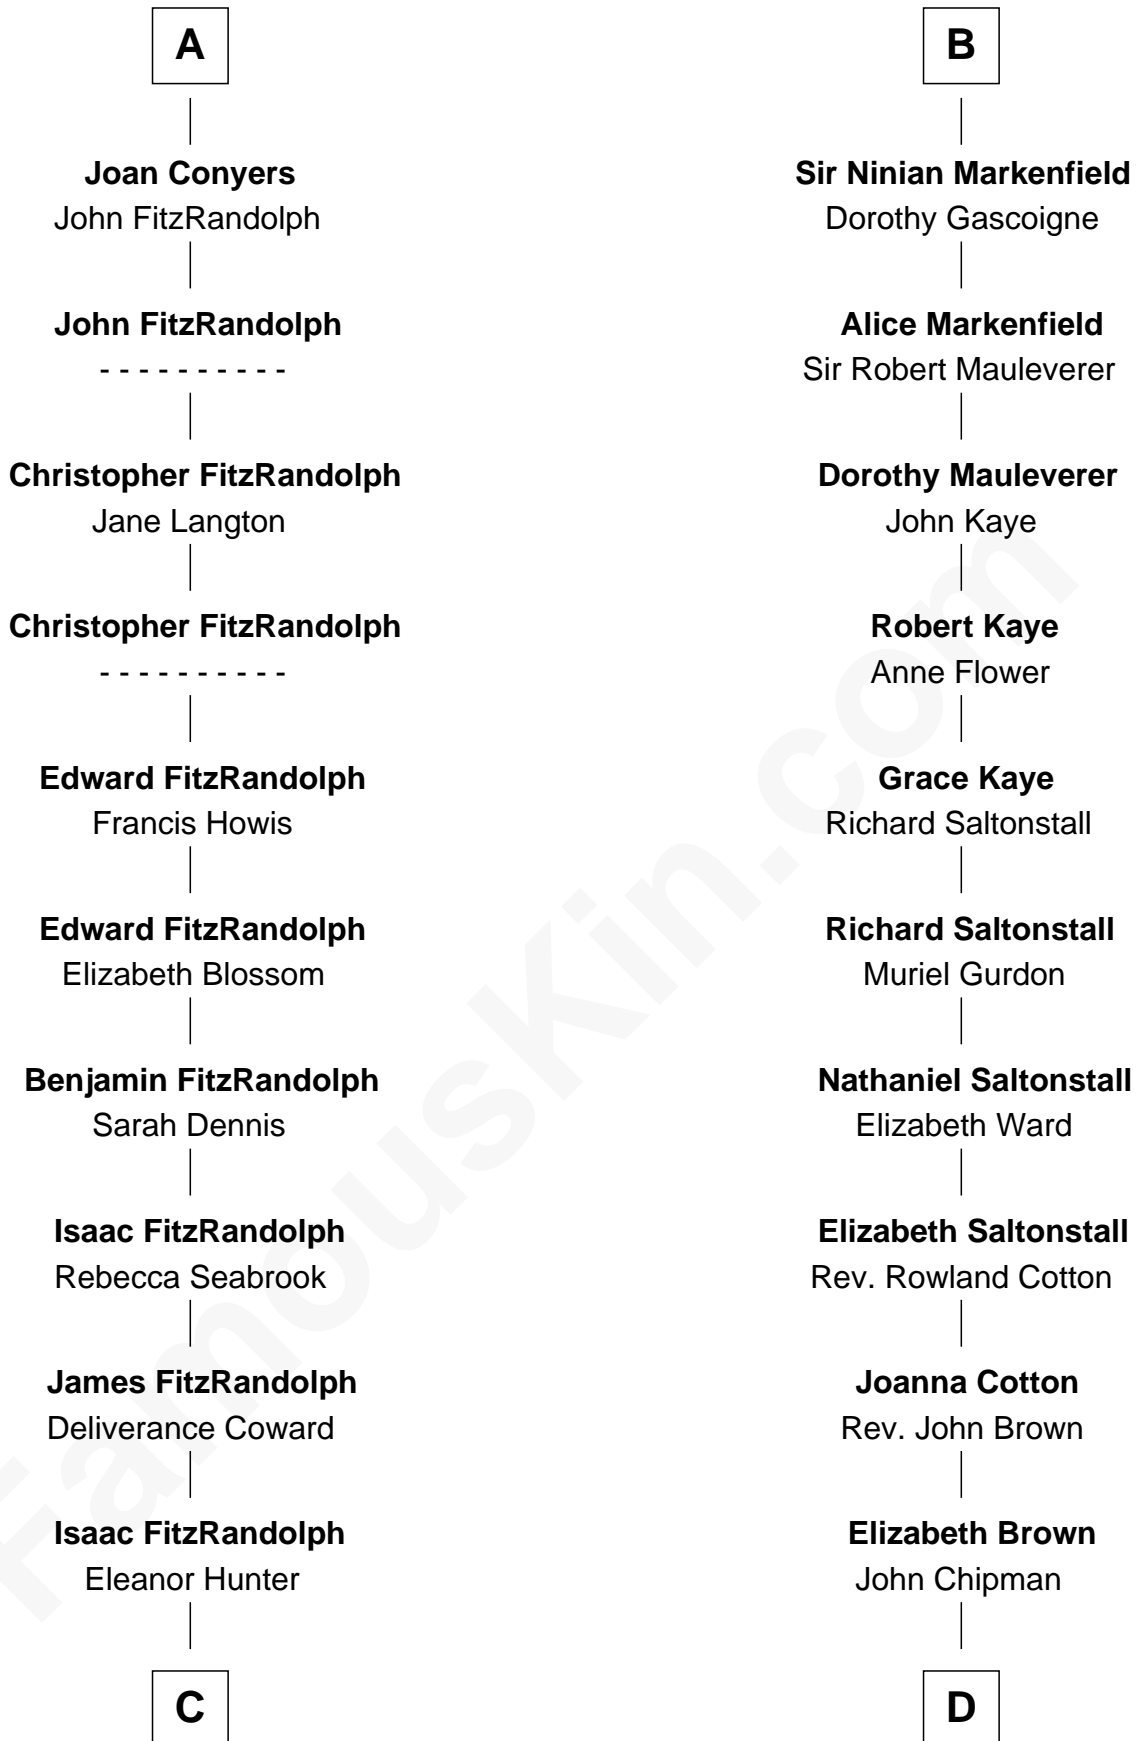 A
Joan Conyers
John FitzRandolph
John FitzRandolph
- - - - - - - - - -
Christopher FitzRandolph
Jane Langton
Christopher FitzRandolph
- - - - - - - - - -
Edward FitzRandolph
Francis Howis
Edward FitzRandolph
Elizabeth Blossom
Benjamin FitzRandolph
Sarah Dennis
Isaac FitzRandolph
Rebecca Seabrook
James FitzRandolph
Deliverance Coward
Isaac FitzRandolph
Eleanor Hunter
C
B
Sir Ninian Markenfield
Dorothy Gascoigne
Alice Markenfield
Sir Robert Mauleverer
Dorothy Mauleverer
John Kaye
Robert Kaye
Anne Flower
Grace Kaye
Richard Saltonstall
Richard Saltonstall
Muriel Gurdon
Nathaniel Saltonstall
Elizabeth Ward
Elizabeth Saltonstall
Rev. Rowland Cotton
Joanna Cotton
Rev. John Brown
Elizabeth Brown
John Chipman
D
FamousKin.com